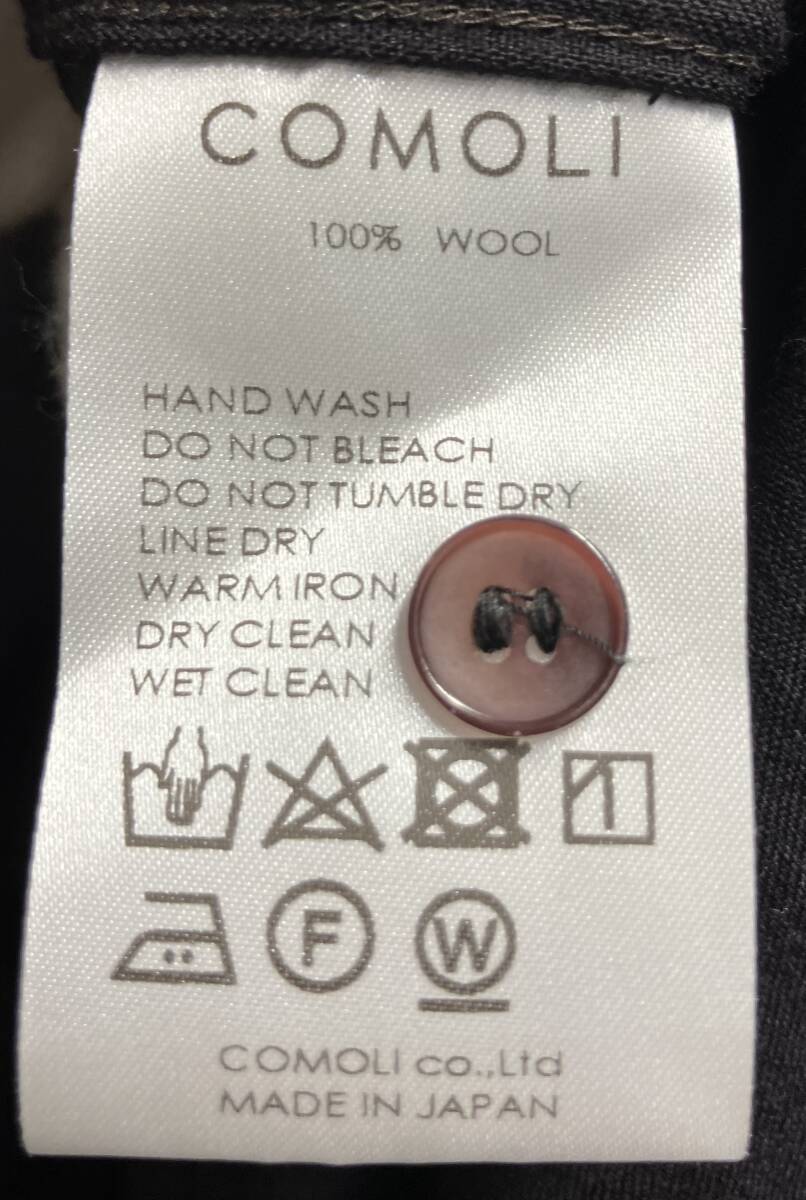 COMOLI
100% WOOL
HAND WASH
DO NOT BLEACH
DO NOT TUMBLE DRY
LINE DRY
WARM IRON
DRY CLEAN
WET CLEAN
F W
COMOLI co.,Ltd
MADE IN JAPAN